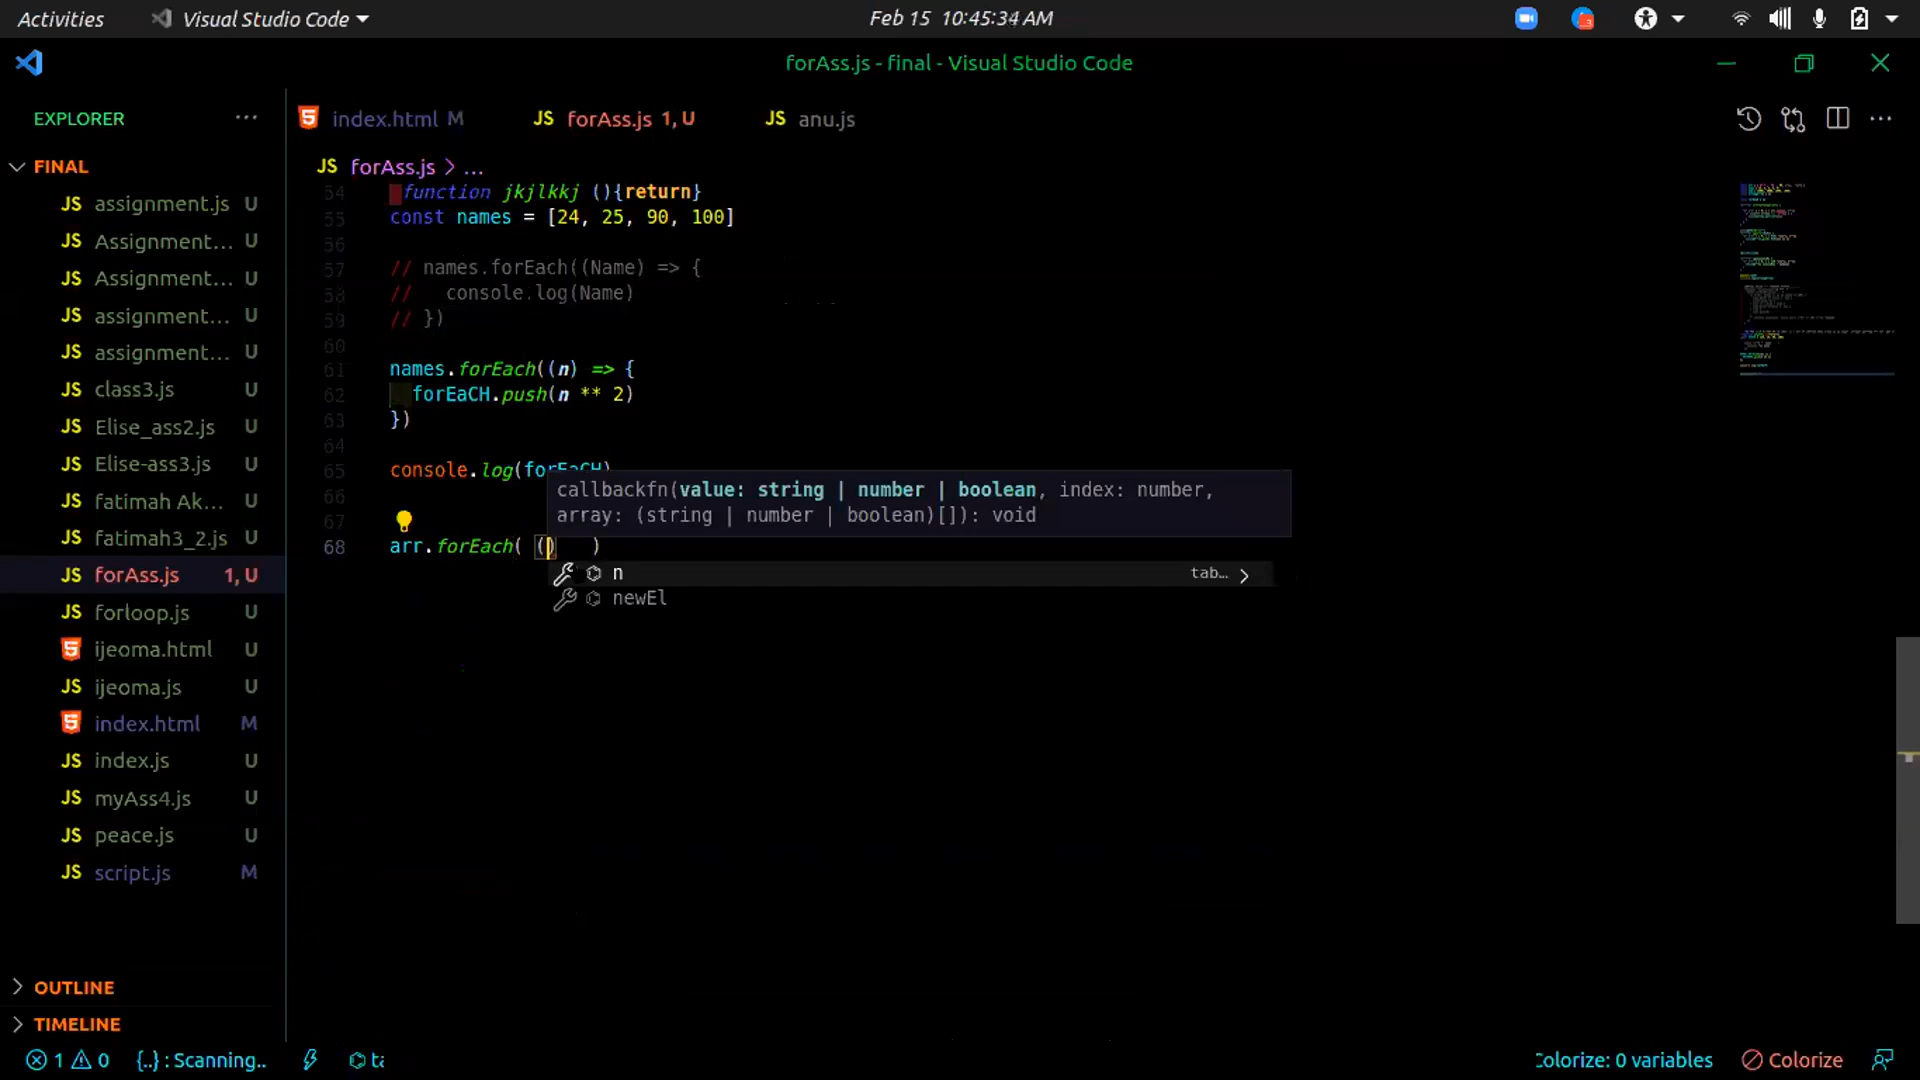 Activities
Visual Studio Code
Feb 15 10:45:34 AM
3
forAss.js - final - Visual Studio Code
EXPLORER
index.html M
JS forAss.js 1, U
JS anu.js
FINAL
JS forAss.js > ...
JS assignment.js U
JS Assignment... U
JS Assignment... U
JS assignment... U
JS assignment... U
JS class3.js U
JS Elise_ass2.js U
JS Elise-ass3.js U
JS fatimah Ak... U
JS fatimah3_2.js U
JS forAss.js 1, U
JS forloop.js U
ijeoma.html U
JS ijeoma.js U
index.html M
JS index.js U
JS myAss4.js U
JS peace.js U
JS script.js M
OUTLINE
TIMELINE
54 function jkjlkkj (){return}
55 const names = [24, 25, 90, 100]
56
57 // names.forEach((Name) => {
58 // console.log(Name)
59 // })
60
61 names.forEach((n) => {
62 forEaCH.push(n ** 2)
63 })
64
65 console.log(forEaCH)
66
67
68 arr.forEach( () )
callbackfn(value: string | number | boolean, index: number,
array: (string | number | boolean)[]): void
n tab...
newEl
1 0 {..} : Scanning.. ta
Colorize: 0 variables Colorize